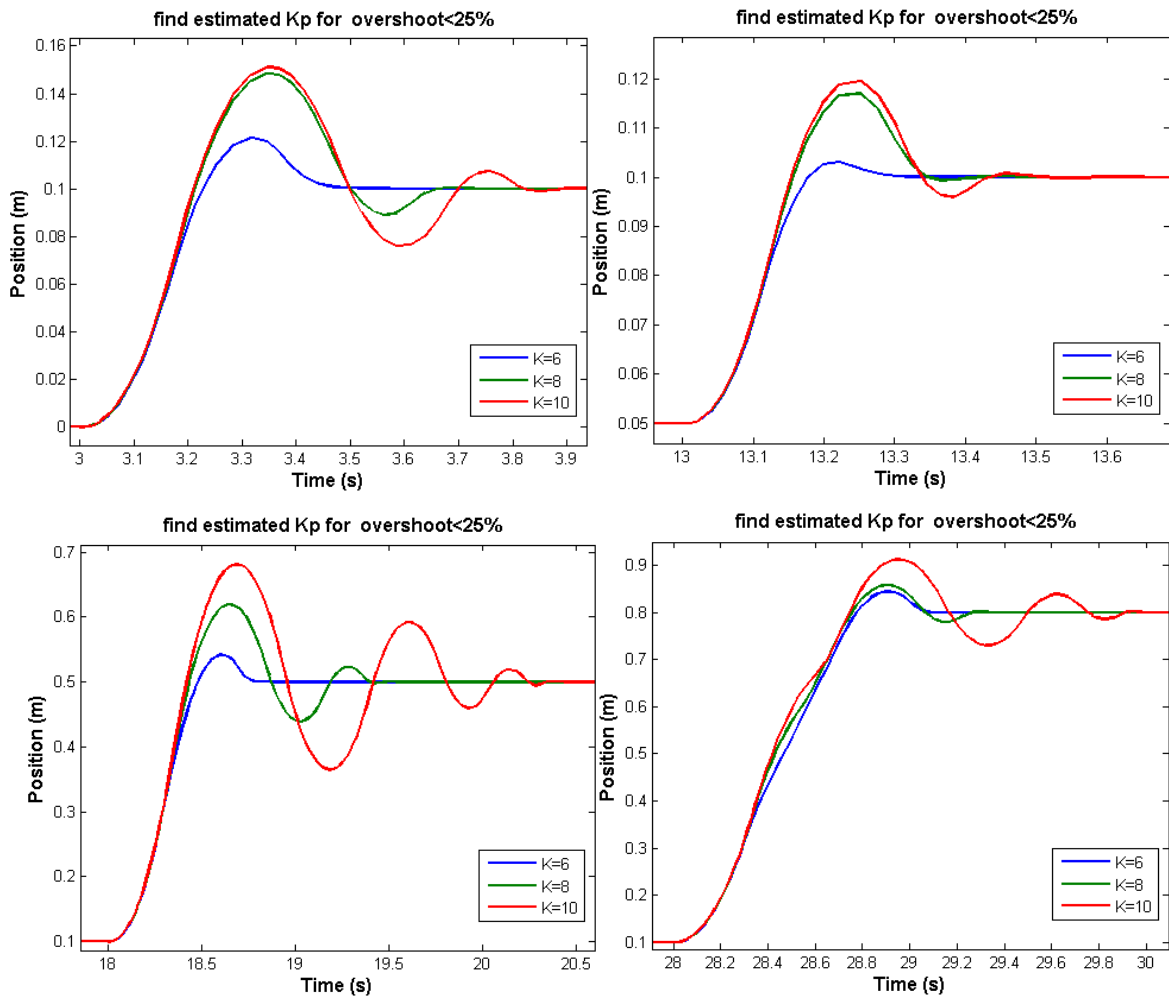 find estimated Kp for overshoot<25%
0.16
0.14
0.12
0.1
0.08
0.06
0.04
0.02
0
Position (m)
K=6
K=8
K=10
3 3.1 3.2 3.3 3.4 3.5 3.6 3.7 3.8 3.9
Time (s)
find estimated Kp for overshoot<25%
0.12
0.11
0.1
0.09
0.08
0.07
0.06
0.05
Position (m)
K=6
K=8
K=10
13 13.1 13.2 13.3 13.4 13.5 13.6
Time (s)
find estimated Kp for overshoot<25%
0.7
0.6
0.5
0.4
0.3
0.2
0.1
Position (m)
K=6
K=8
K=10
18 18.5 19 19.5 20 20.5
Time (s)
find estimated Kp for overshoot<25%
0.9
0.8
0.7
0.6
0.5
0.4
0.3
0.2
0.1
Position (m)
K=6
K=8
K=10
28 28.2 28.4 28.6 28.8 29 29.2 29.4 29.6 29.8 30
Time (s)